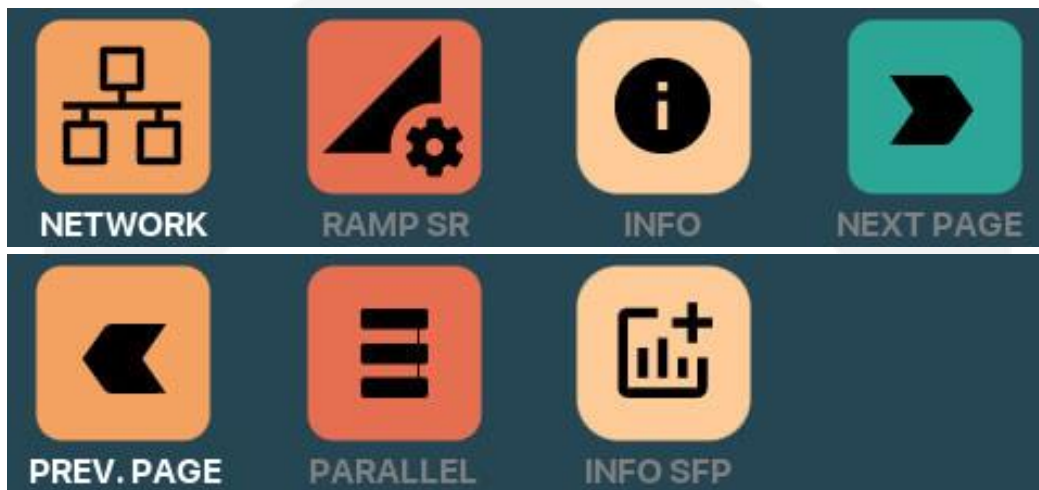 NETWORK RAMP SR INFO NEXT PAGE
PREV. PAGE PARALLEL INFO SFP